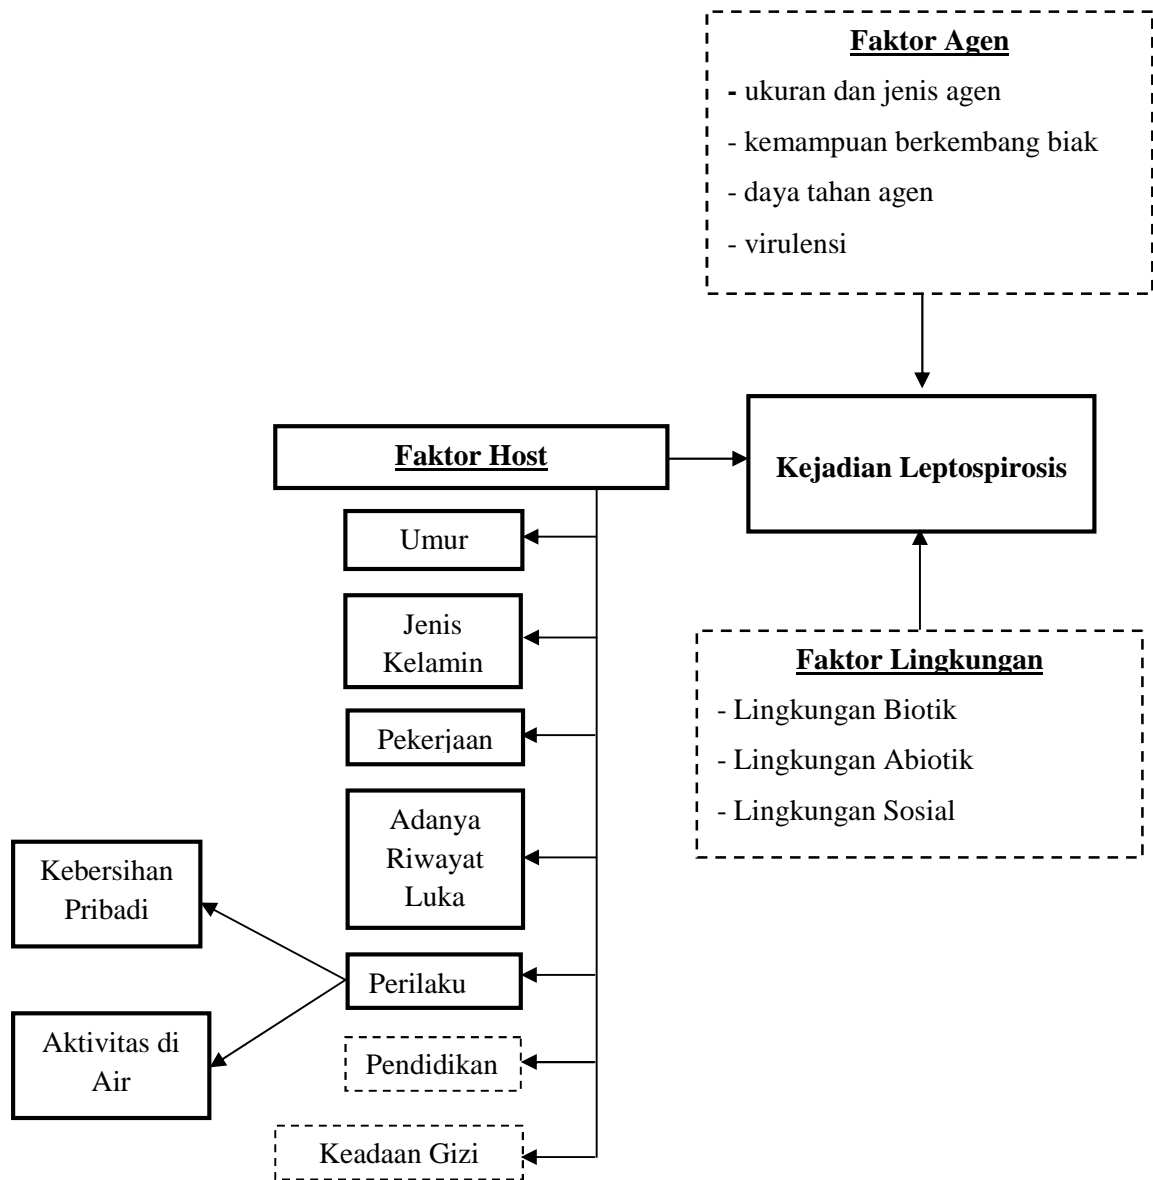 Faktor Agen
- ukuran dan jenis agen
- kemampuan berkembang biak
- daya tahan agen
- virulensi
Faktor Host
Kejadian Leptospirosis
Umur
Jenis
Kelamin
Pekerjaan
Adanya
Riwayat
Luka
Perilaku
Pendidikan
Keadaan Gizi
Kebersihan
Pribadi
Aktivitas di
Air
Faktor Lingkungan
- Lingkungan Biotik
- Lingkungan Abiotik
- Lingkungan Sosial